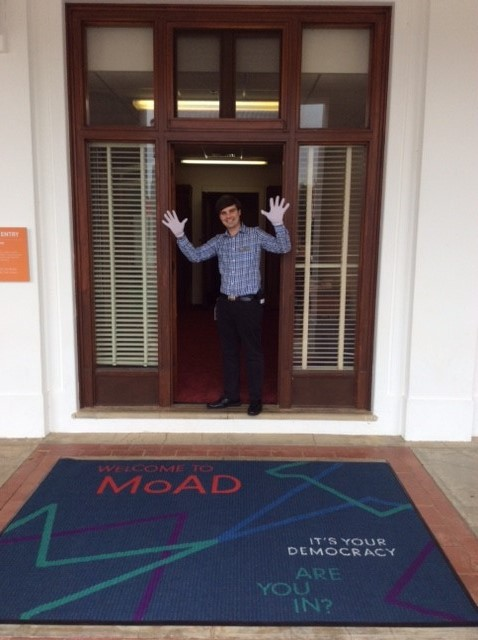 ENTRY
WELCOME TO
MoAD
IT'S YOUR
DEMOCRACY
ARE
YOU
IN?